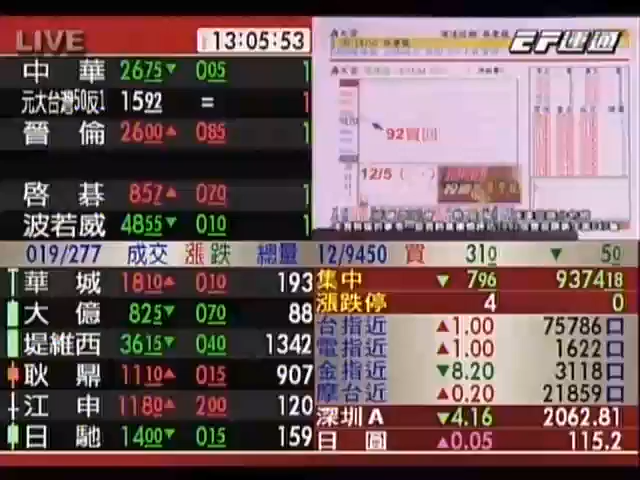 LIVE 13:05:53
中華 2675▼ 005 1
元大台灣50反1 1592 = 1
晉倫 2600▲ 085 1
啓碁 857▲ 070 1
波若威 4855▼ 010 1
92買回
12/5
019/277 成交 漲跌 總量
12/9450 買 310 ▼ 50
華城 1810▲ 010 193
大億 825▼ 070 88
堤維西 3615▼ 040 1342
耿鼎 1110▲ 015 907
江申 1180▲ 200 120
日馳 1400▼ 015 159
集中 ▼ 796 937418
漲跌停 4 0
台指近 ▲1.00 75786口
電指近 ▲1.00 1622口
金指近 ▼8.20 3118口
摩台近 ▲0.20 21859口
深圳A ▼4.16 2062.81
日圓 ▲0.05 115.2